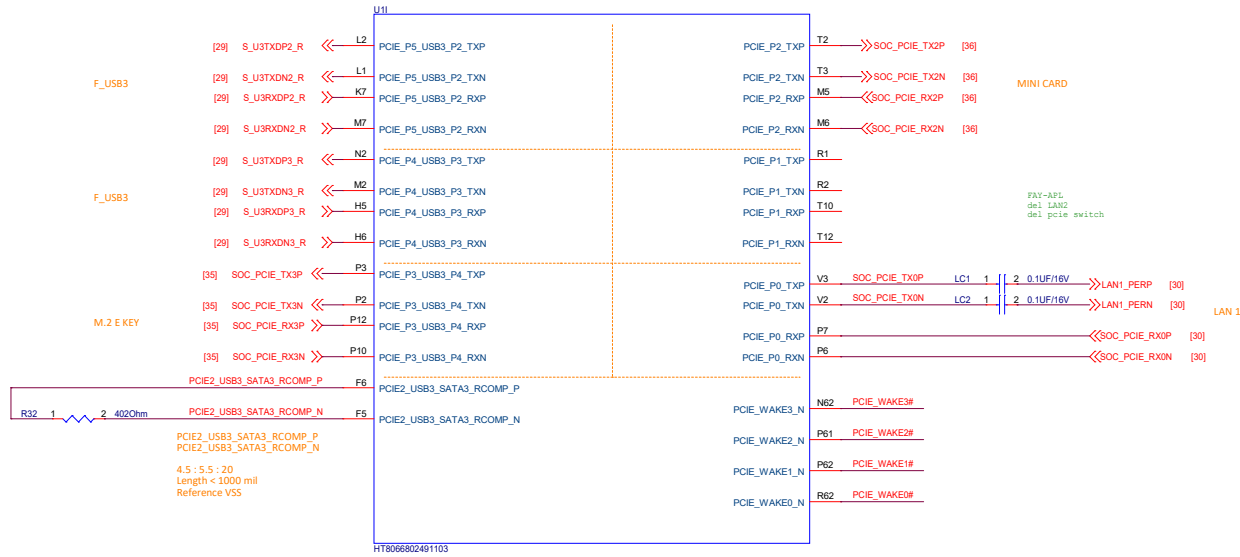 U1I
[29] S_U3TXDP2_R L2 PCIE_P5_USB3_P2_TXP
[29] S_U3TXDN2_R L1 PCIE_P5_USB3_P2_TXN
F_USB3
[29] S_U3RXDP2_R K7 PCIE_P5_USB3_P2_RXP
[29] S_U3RXDN2_R M7 PCIE_P5_USB3_P2_RXN
[29] S_U3TXDP3_R N2 PCIE_P4_USB3_P3_TXP
[29] S_U3TXDN3_R M2 PCIE_P4_USB3_P3_TXN
F_USB3
[29] S_U3RXDP3_R H5 PCIE_P4_USB3_P3_RXP
[29] S_U3RXDN3_R H6 PCIE_P4_USB3_P3_RXN
[35] SOC_PCIE_TX3P P3 PCIE_P3_USB3_P4_TXP
[35] SOC_PCIE_TX3N P2 PCIE_P3_USB3_P4_TXN
M.2 E KEY
[35] SOC_PCIE_RX3P P12 PCIE_P3_USB3_P4_RXP
[35] SOC_PCIE_RX3N P10 PCIE_P3_USB3_P4_RXN
PCIE2_USB3_SATA3_RCOMP_P F6 PCIE2_USB3_SATA3_RCOMP_P
R32 1 2 402Ohm PCIE2_USB3_SATA3_RCOMP_N F5 PCIE2_USB3_SATA3_RCOMP_N
PCIE2_USB3_SATA3_RCOMP_P
PCIE2_USB3_SATA3_RCOMP_N
4.5 : 5.5 : 20
Length < 1000 mil
Reference VSS
PCIE_P2_TXP T2 SOC_PCIE_TX2P [36]
PCIE_P2_TXN T3 SOC_PCIE_TX2N [36]
MINI CARD
PCIE_P2_RXP M5 SOC_PCIE_RX2P [36]
PCIE_P2_RXN M6 SOC_PCIE_RX2N [36]
PCIE_P1_TXP R1
PCIE_P1_TXN R2
PCIE_P1_RXP T10
PCIE_P1_RXN T12
FAY-APL
del LAN2
del pcie switch
PCIE_P0_TXP V3 SOC_PCIE_TX0P LC1 1 2 0.1UF/16V LAN1_PERP [30]
PCIE_P0_TXN V2 SOC_PCIE_TX0N LC2 1 2 0.1UF/16V LAN1_PERN [30]
LAN 1
PCIE_P0_RXP P7 SOC_PCIE_RX0P [30]
PCIE_P0_RXN P6 SOC_PCIE_RX0N [30]
PCIE_WAKE3_N N62 PCIE_WAKE3#
PCIE_WAKE2_N P61 PCIE_WAKE2#
PCIE_WAKE1_N P62 PCIE_WAKE1#
PCIE_WAKE0_N R62 PCIE_WAKE0#
HT8066802491103